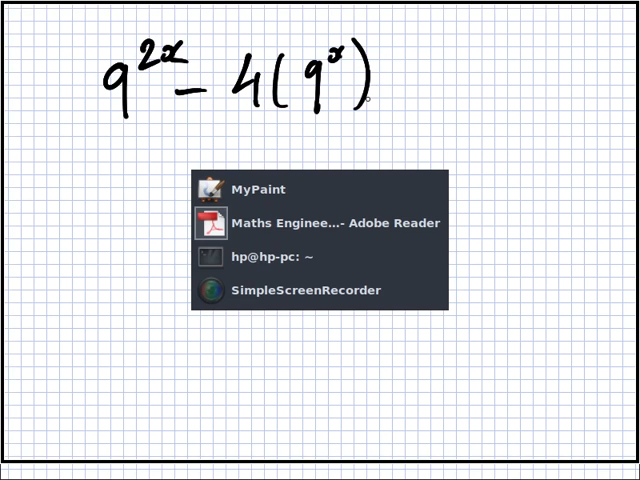 9^{2x} - 4(9^x)
MyPaint
Maths Enginee...- Adobe Reader
hp@hp-pc: ~
SimpleScreenRecorder